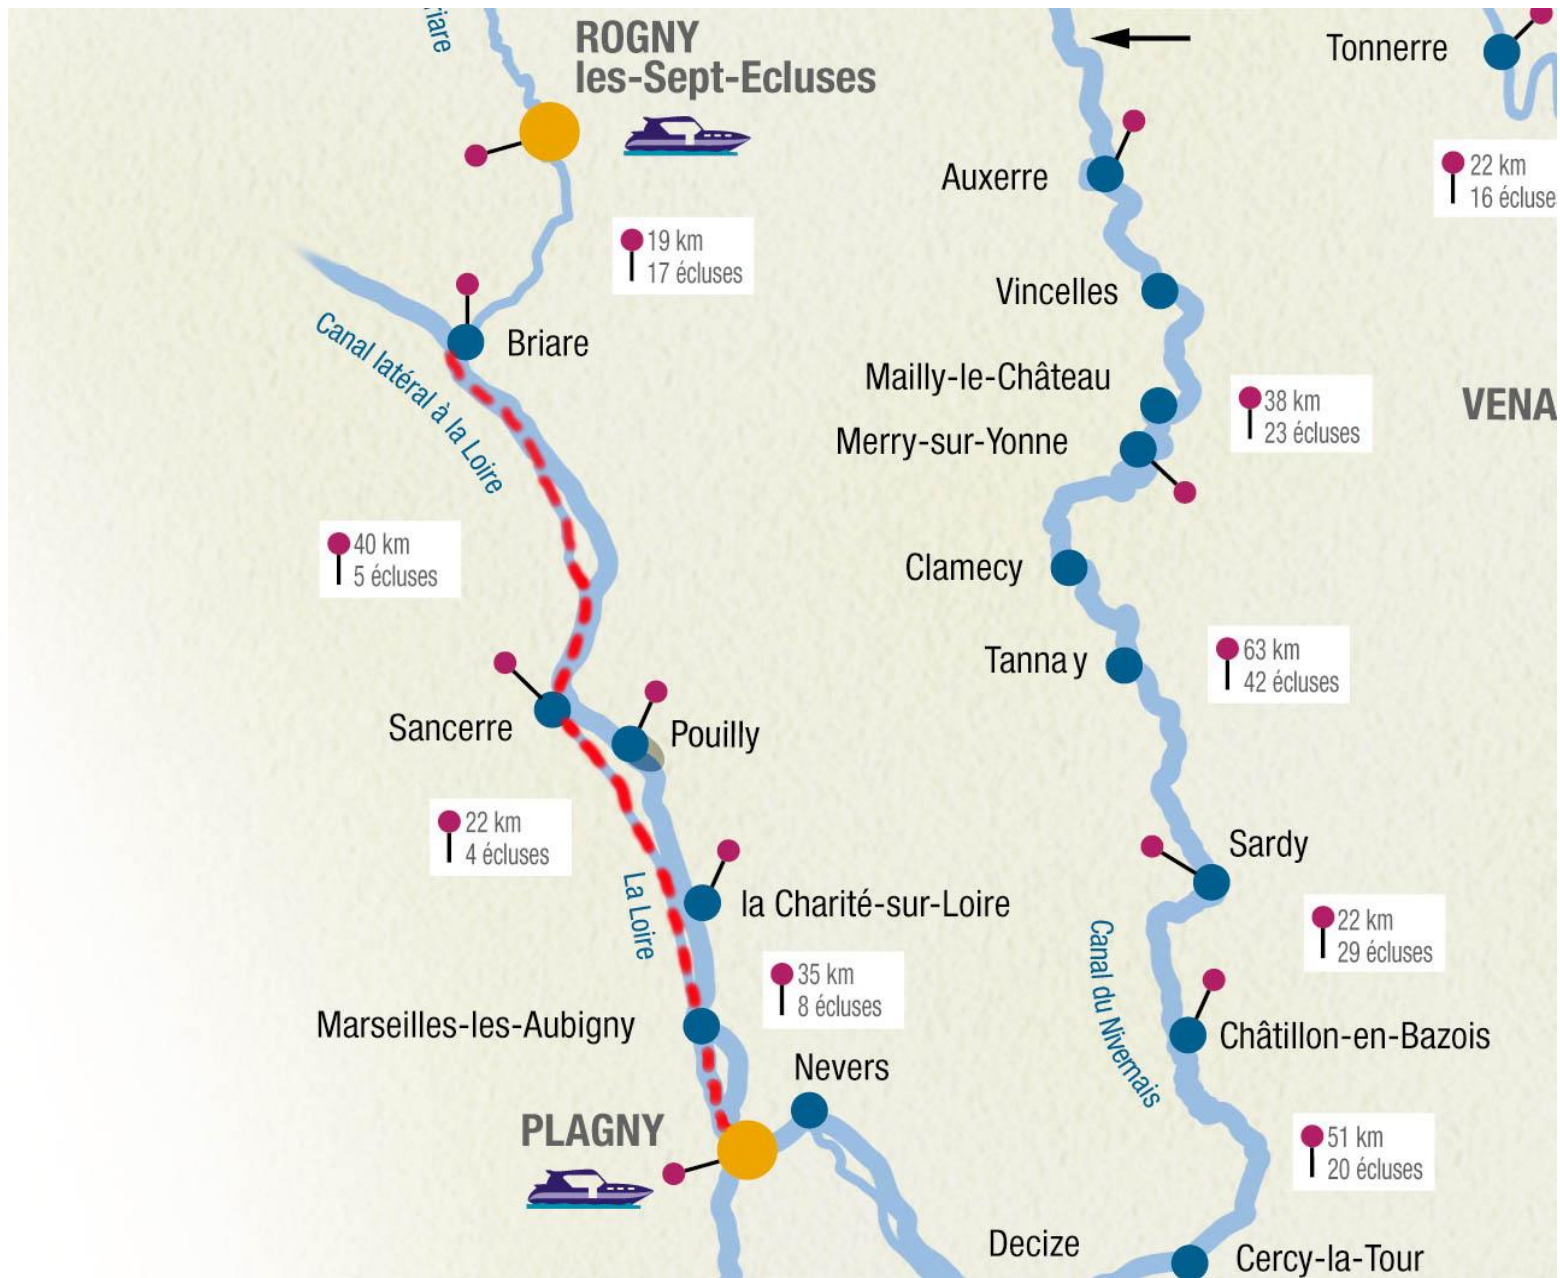 riare
ROGNY
les-Sept-Ecluses
Tonnerre
Auxerre
22 km
16 écluse
19 km
17 écluses
Vincelles
Canal latéral à la Loire
Briare
Mailly-le-Château
38 km
23 écluses
VENA
Merry-sur-Yonne
40 km
5 écluses
Clamecy
Tannay
63 km
42 écluses
Sancerre
Pouilly
22 km
4 écluses
Sardy
La Loire
la Charité-sur-Loire
22 km
29 écluses
Canal du Nivernais
35 km
8 écluses
Marseilles-les-Aubigny
Châtillon-en-Bazois
Nevers
PLAGNY
51 km
20 écluses
Decize
Cercy-la-Tour